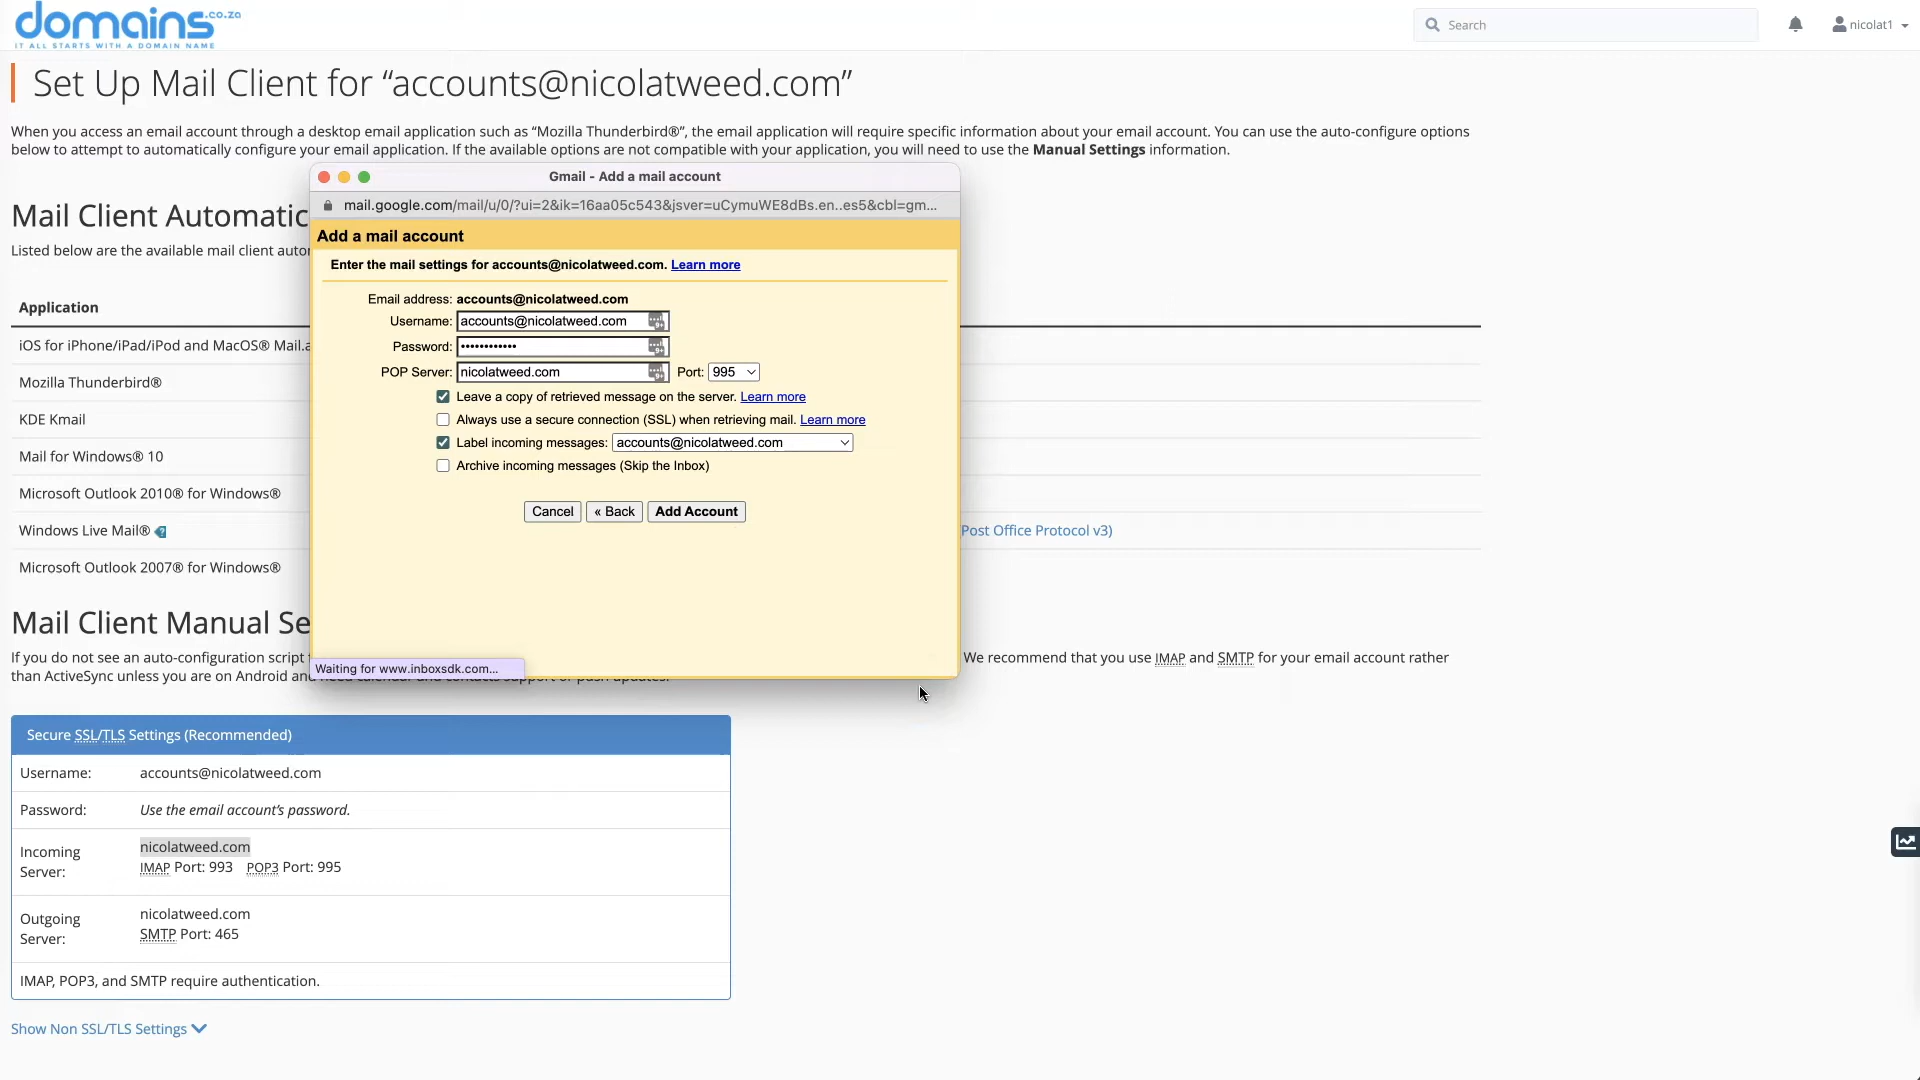 domains.co.za
IT ALL STARTS WITH A DOMAIN NAME
Search
nicolat1
Set Up Mail Client for “accounts@nicolatweed.com”
When you access an email account through a desktop email application such as “Mozilla Thunderbird®”, the email application will require specific information about your email account. You can use the auto-configure options
below to attempt to automatically configure your email application. If the available options are not compatible with your application, you will need to use the Manual Settings information.
Gmail - Add a mail account
mail.google.com/mail/u/0/?ui=2&ik=16aa05c543&jsver=uCymuWE8dBs.en..es5&cbl=gm...
Add a mail account
Enter the mail settings for accounts@nicolatweed.com. Learn more
Email address: accounts@nicolatweed.com
Username: accounts@nicolatweed.com
Password: ••••••••••••
POP Server: nicolatweed.com Port: 995
Leave a copy of retrieved message on the server. Learn more
Always use a secure connection (SSL) when retrieving mail. Learn more
Label incoming messages: accounts@nicolatweed.com
Archive incoming messages (Skip the Inbox)
Cancel « Back Add Account
Waiting for www.inboxsdk.com...
Mail Client Automatic
Listed below are the available mail client auto
Application
iOS for iPhone/iPad/iPod and MacOS® Mail.a
Mozilla Thunderbird®
KDE Kmail
Mail for Windows® 10
Microsoft Outlook 2010® for Windows®
Windows Live Mail® Post Office Protocol v3)
Microsoft Outlook 2007® for Windows®
Mail Client Manual Se
If you do not see an auto-configuration script We recommend that you use IMAP and SMTP for your email account rather
than ActiveSync unless you are on Android and need calendar and contacts support or push updates.
Secure SSL/TLS Settings (Recommended)
Username: accounts@nicolatweed.com
Password: Use the email account’s password.
Incoming Server: nicolatweed.com
IMAP Port: 993 POP3 Port: 995
Outgoing Server: nicolatweed.com
SMTP Port: 465
IMAP, POP3, and SMTP require authentication.
Show Non SSL/TLS Settings